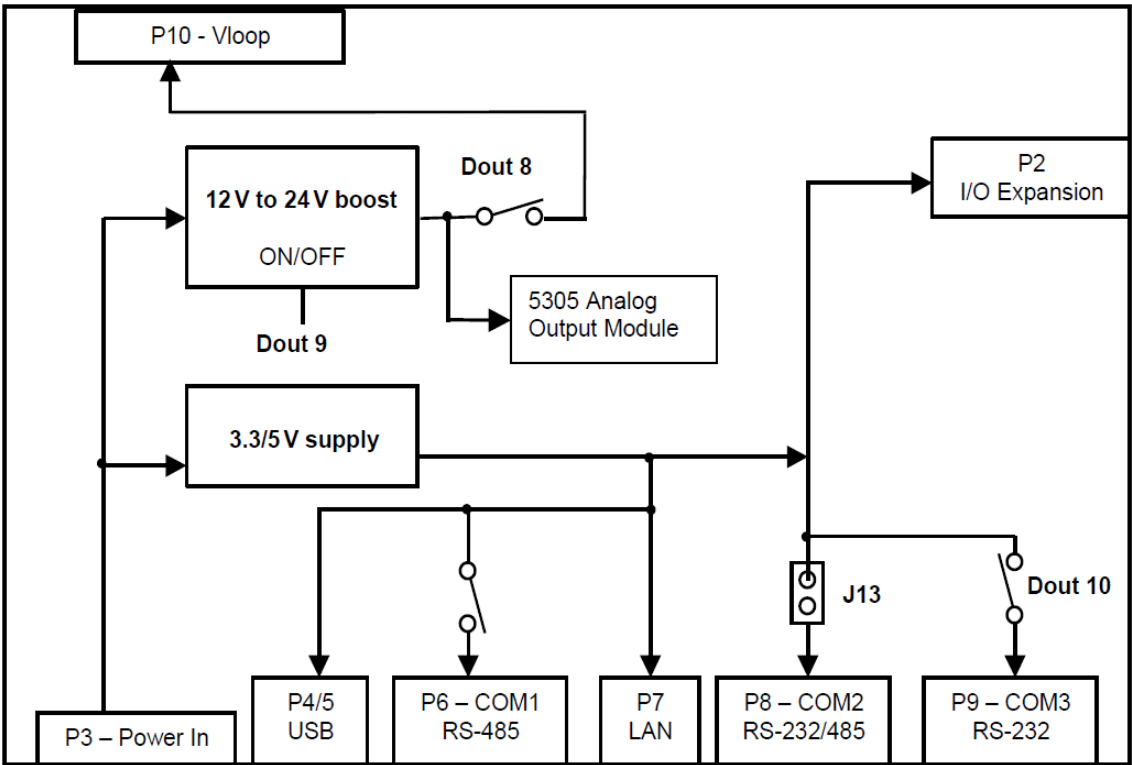 P10 - Vloop
Dout 8
12 V to 24 V boost
ON/OFF
P2
I/O Expansion
5305 Analog
Output Module
Dout 9
3.3/5 V supply
J13
Dout 10
P3 – Power In
P4/5
USB
P6 – COM1
RS-485
P7
LAN
P8 – COM2
RS-232/485
P9 – COM3
RS-232